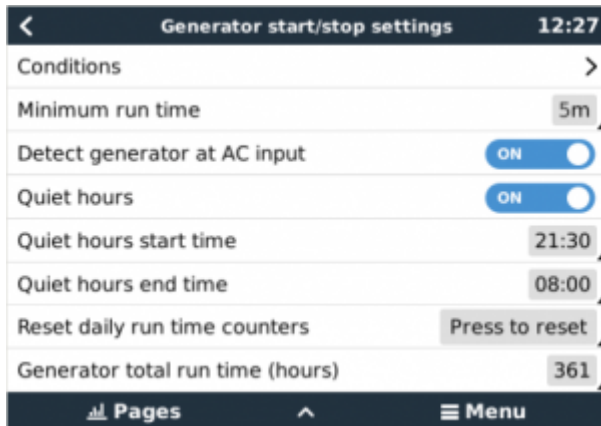 Generator start/stop settings 12:27
Conditions
Minimum run time 5m
Detect generator at AC input ON
Quiet hours ON
Quiet hours start time 21:30
Quiet hours end time 08:00
Reset daily run time counters Press to reset
Generator total run time (hours) 361
Pages Menu